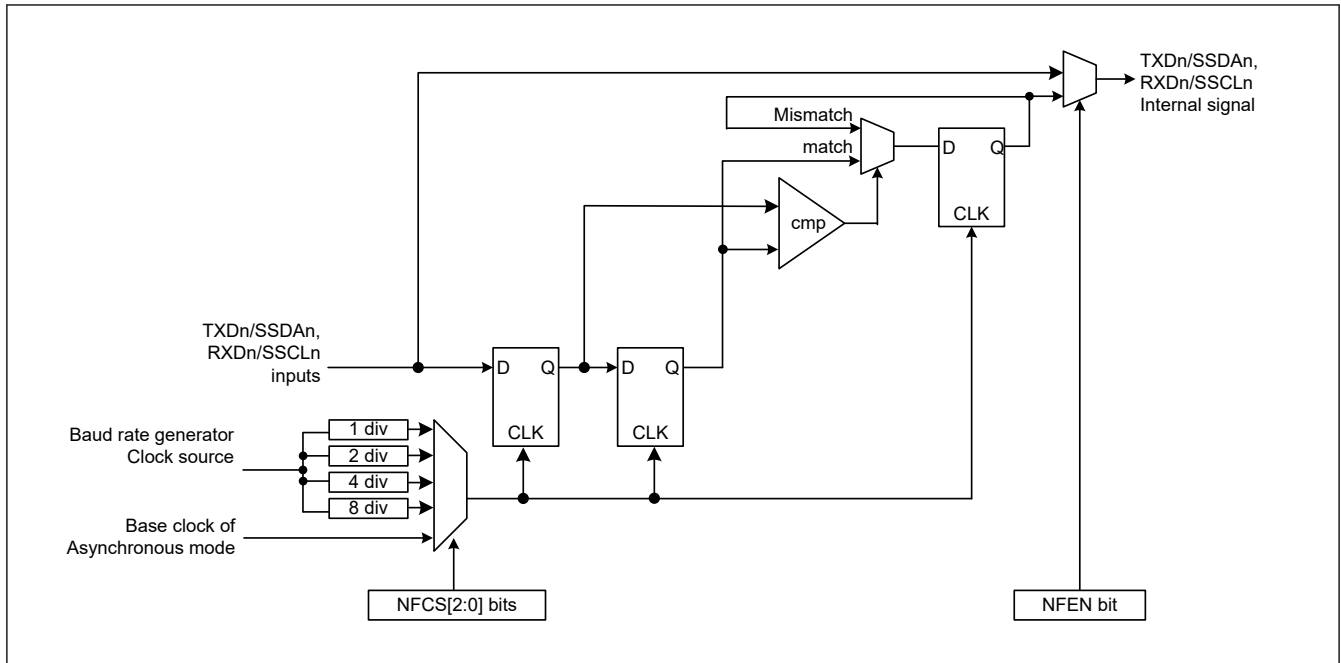 TXDn/SSDAn,
RXDn/SSCLn
Internal signal
Mismatch
match
D
Q
CLK
cmp
TXDn/SSDAn,
RXDn/SSCLn
inputs
D
Q
CLK
D
Q
CLK
Baud rate generator
Clock source
1 div
2 div
4 div
8 div
Base clock of
Asynchronous mode
NFCS[2:0] bits
NFEN bit